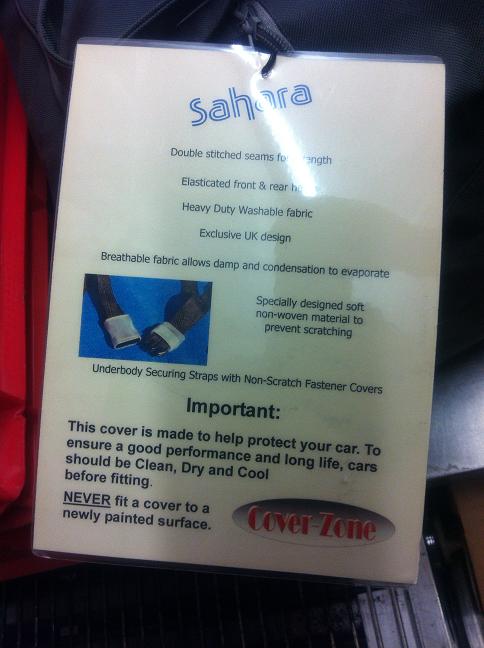 Sahara
Double stitched seams for length
Elasticated front & rear
Heavy Duty Washable fabric
Exclusive UK design
Breathable fabric allows damp and condensation to evaporate
Specially designed soft
non-woven material to
prevent scratching
Underbody Securing Straps with Non-Scratch Fastener Covers
Important:
This cover is made to help protect your car. To
ensure a good performance and long life, cars
should be Clean, Dry and Cool
before fitting.
NEVER fit a cover to a
newly painted surface.
Cover-Zone